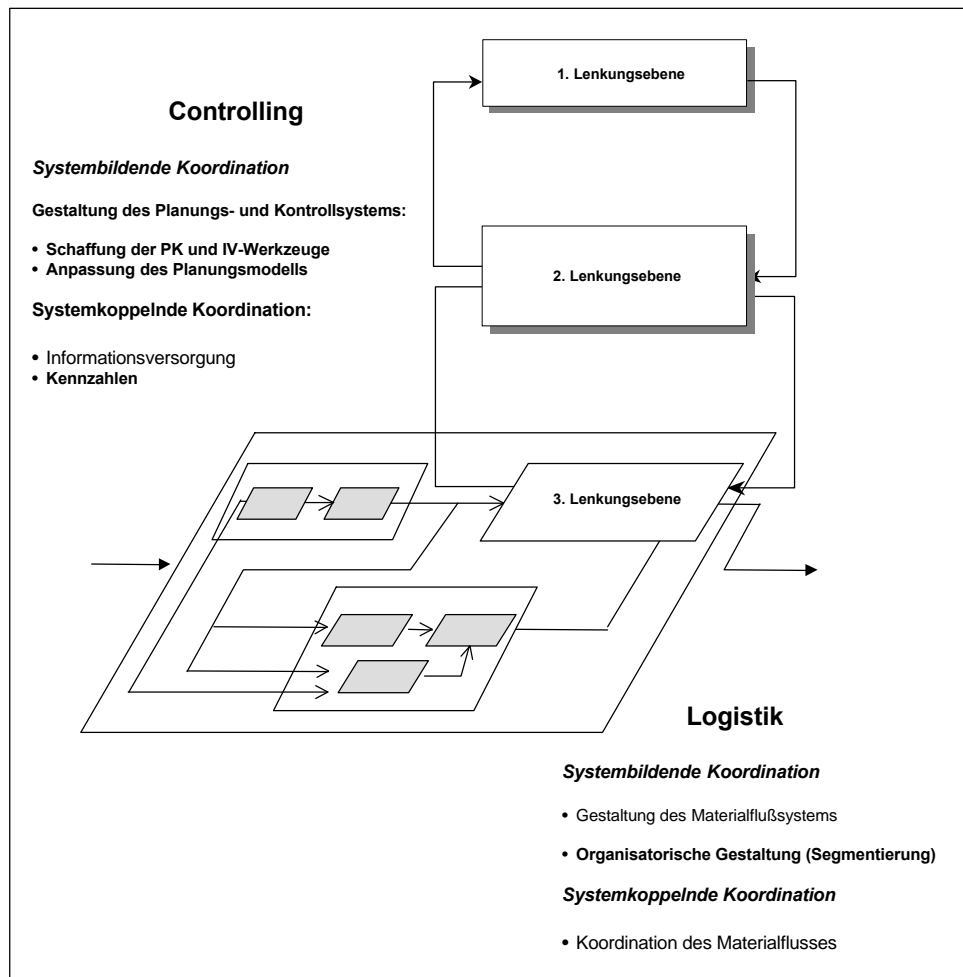 1. Lenkungsebene
Controlling
Systembildende Koordination
Gestaltung des Planungs- und Kontrollsystems:
• Schaffung der PK und IV-Werkzeuge
• Anpassung des Planungsmodells
2. Lenkungsebene
Systemkoppelnde Koordination:
• Informationsversorgung
• Kennzahlen
3. Lenkungsebene
Logistik
Systembildende Koordination
• Gestaltung des Materialflußsystems
• Organisatorische Gestaltung (Segmentierung)
Systemkoppelnde Koordination
• Koordination des Materialflusses